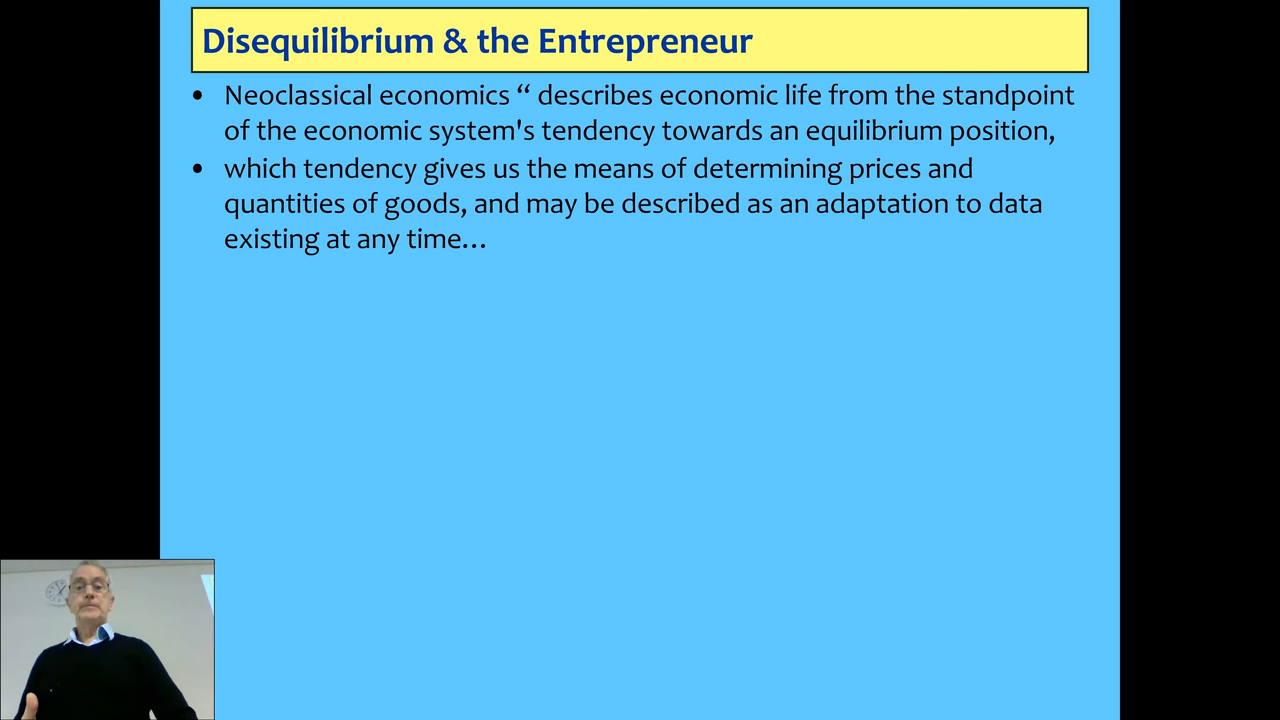 Disequilibrium & the Entrepreneur
• Neoclassical economics “ describes economic life from the standpoint
of the economic system's tendency towards an equilibrium position,
• which tendency gives us the means of determining prices and
quantities of goods, and may be described as an adaptation to data
existing at any time…